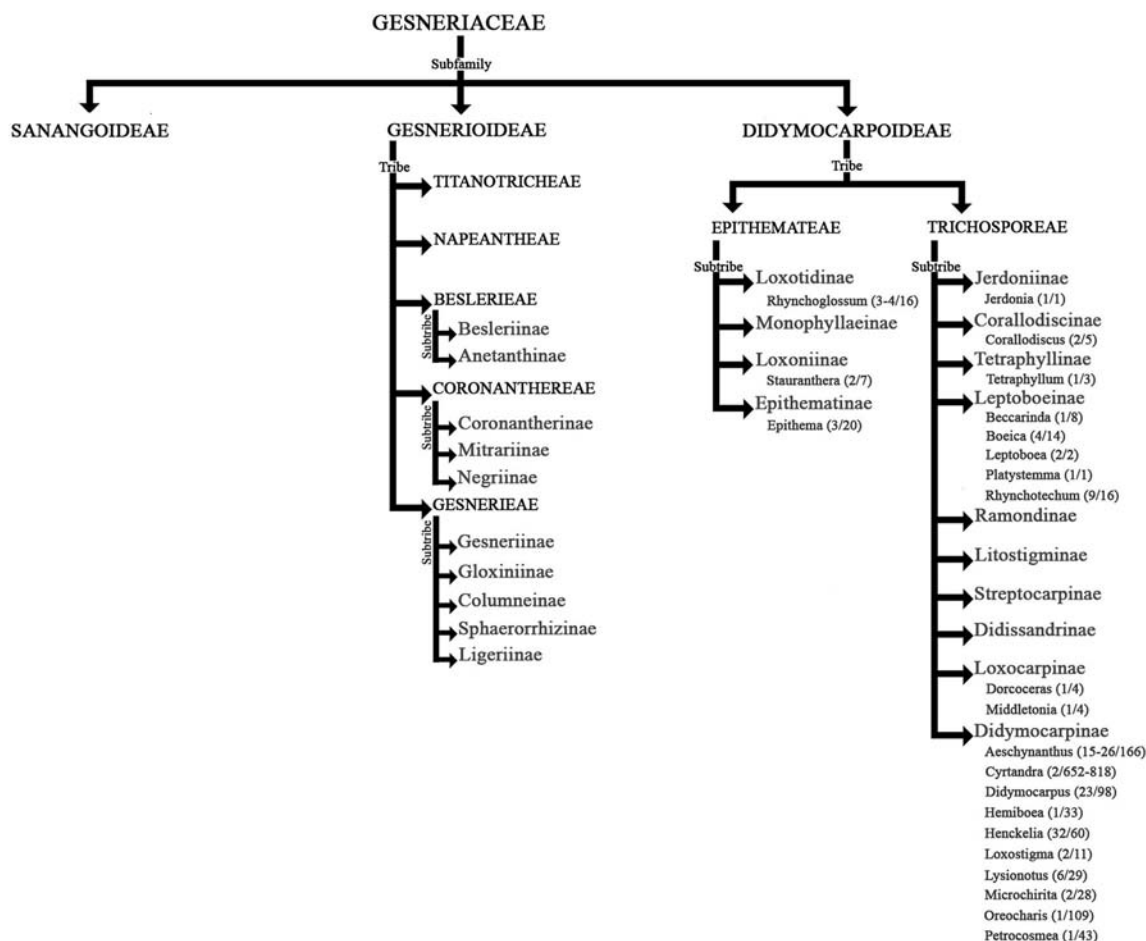 GESNERIACEAE
Subfamily
SANANGOIDEAE
GESNERIOIDEAE
DIDYMOCARPOIDEAE
Tribe
TITANOTRICHEAE
NAPEANTHEAE
BESLERIEAE
Subtribe
Besleriinae
Anetanthinae
CORONANTHEREAE
Subtribe
Coronantherinae
Mitrariinae
Negriinae
GESNERIEAE
Subtribe
Gesneriinae
Gloxiniinae
Columneinae
Sphaerorrhizinae
Ligeriinae
Tribe
EPITHEMATEAE
Subtribe
Loxotidinae
Rhynchoglossum (3-4/16)
Monophyllaeinae
Loxoniinae
Stauranthera (2/7)
Epithematinae
Epithema (3/20)
TRICHOSPOREAE
Subtribe
Jerdoniinae
Jerdonia (1/1)
Corallodiscinae
Corallodiscus (2/5)
Tetraphyllinae
Tetraphyllum (1/3)
Leptoboeinae
Beccarinda (1/8)
Boeica (4/14)
Leptoboea (2/2)
Platystemma (1/1)
Rhynchotechum (9/16)
Ramondinae
Litostigminae
Streptocarpinae
Didissandrinae
Loxocarpinae
Dorcoceras (1/4)
Middletonia (1/4)
Didymocarpinae
Aeschynanthus (15-26/166)
Cyrtandra (2/652-818)
Didymocarpus (23/98)
Hemiboea (1/33)
Henckelia (32/60)
Loxostigma (2/11)
Lysionotus (6/29)
Microchirita (2/28)
Oreocharis (1/109)
Petrocosmea (1/43)